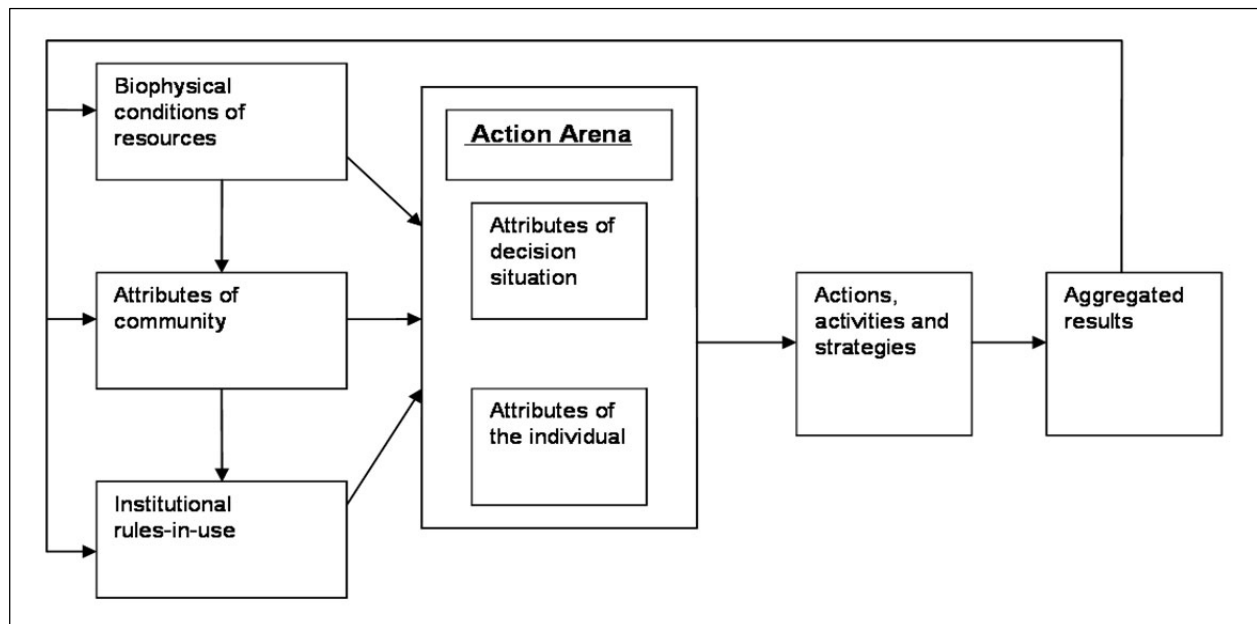 Biophysical
conditions of
resources
Action Arena
Attributes of
decision
situation
Attributes of
community
Actions,
activities and
strategies
Aggregated
results
Attributes of
the individual
Institutional
rules-in-use